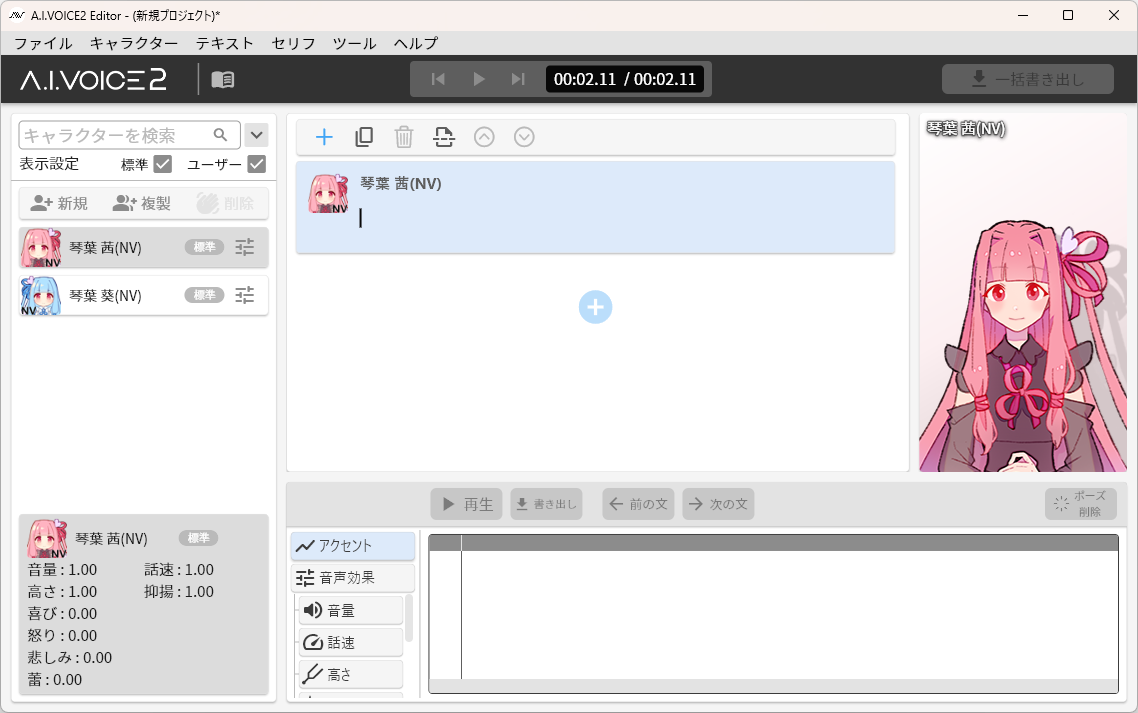 A.I.VOICE2 Editor - (新規プロジェクト)*
ファイル キャラクター テキスト セリフ ツール ヘルプ
A.I.VOICE2
00:02.11 / 00:02.11
一括書き出し
キャラクターを検索
表示設定 標準 ユーザー
新規 複製 削除
琴葉 茜(NV) 標準
NV
琴葉 葵(NV) 標準
NV
琴葉 茜(NV)
NV
琴葉 茜(NV)
琴葉 茜(NV) 標準
NV
音量 : 1.00 話速 : 1.00
高さ : 1.00 抑揚 : 1.00
喜び : 0.00
怒り : 0.00
悲しみ : 0.00
蕾 : 0.00
再生 書き出し 前の文 次の文 ポーズ
削除
アクセント
音声効果
音量
話速
高さ